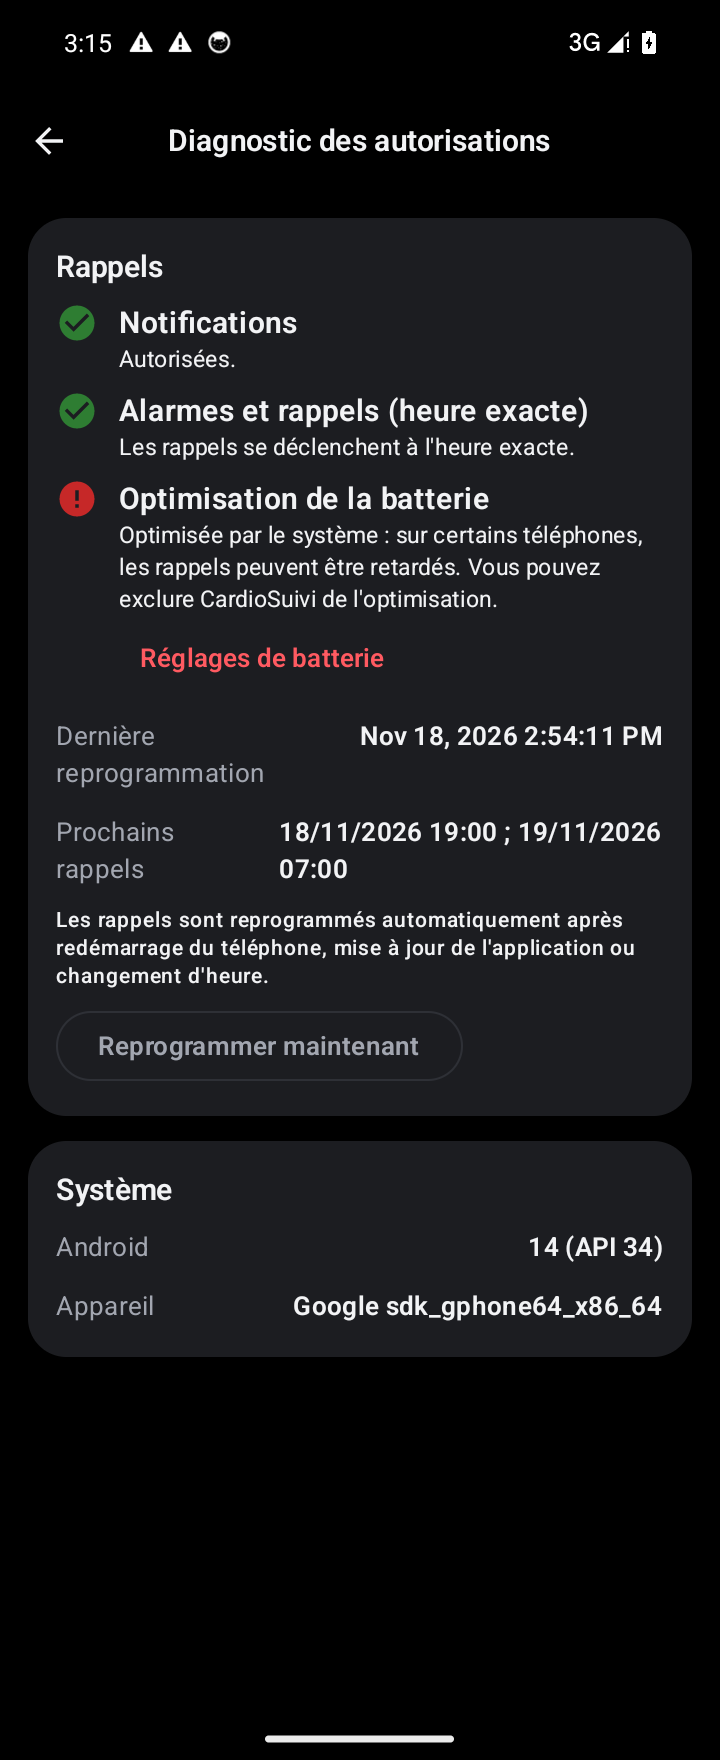 3:15
3G
Diagnostic des autorisations
Rappels
Notifications
Autorisées.
Alarmes et rappels (heure exacte)
Les rappels se déclenchent à l'heure exacte.
Optimisation de la batterie
Optimisée par le système : sur certains téléphones,
les rappels peuvent être retardés. Vous pouvez
exclure CardioSuivi de l'optimisation.
Réglages de batterie
Dernière
reprogrammation
Nov 18, 2026 2:54:11 PM
Prochains
rappels
18/11/2026 19:00 ; 19/11/2026
07:00
Les rappels sont reprogrammés automatiquement après
redémarrage du téléphone, mise à jour de l'application ou
changement d'heure.
Reprogrammer maintenant
Système
Android
14 (API 34)
Appareil
Google sdk_gphone64_x86_64